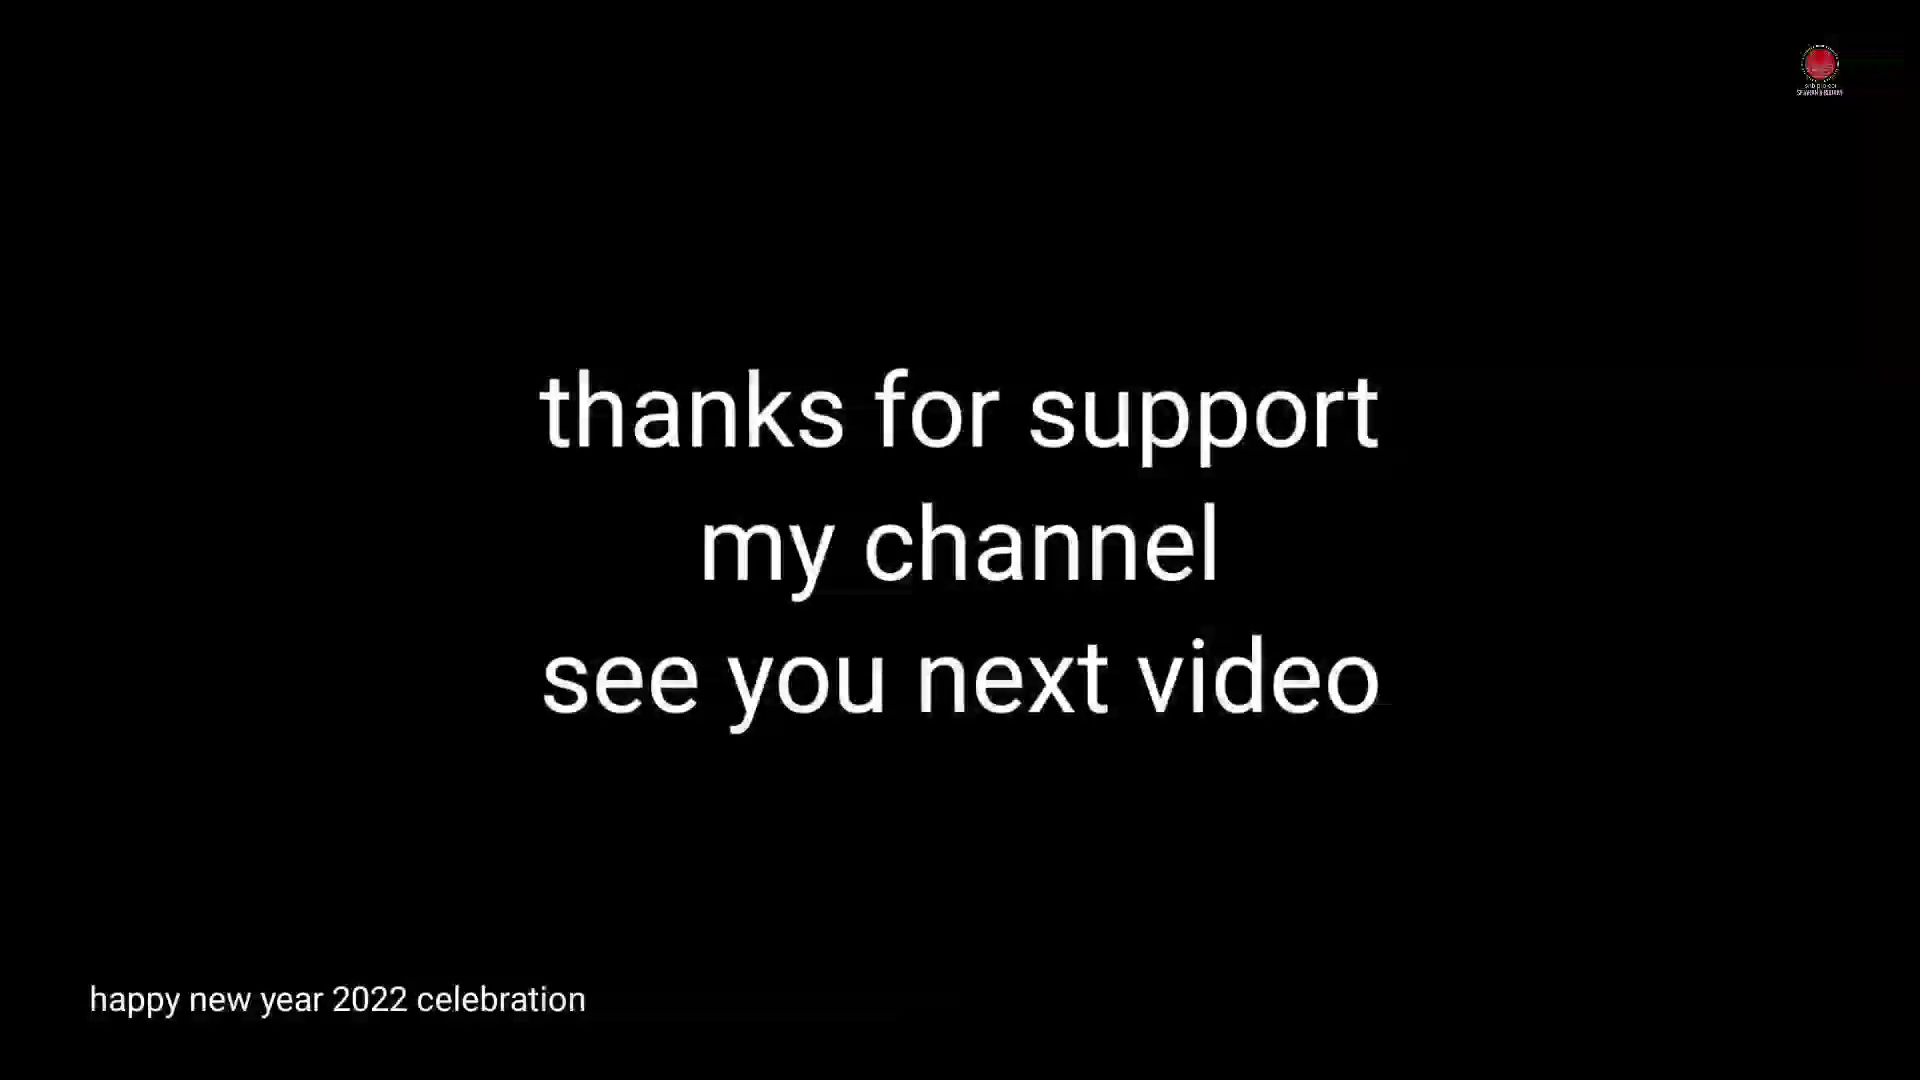 thanks for support
my channel
see you next video
happy new year 2022 celebration